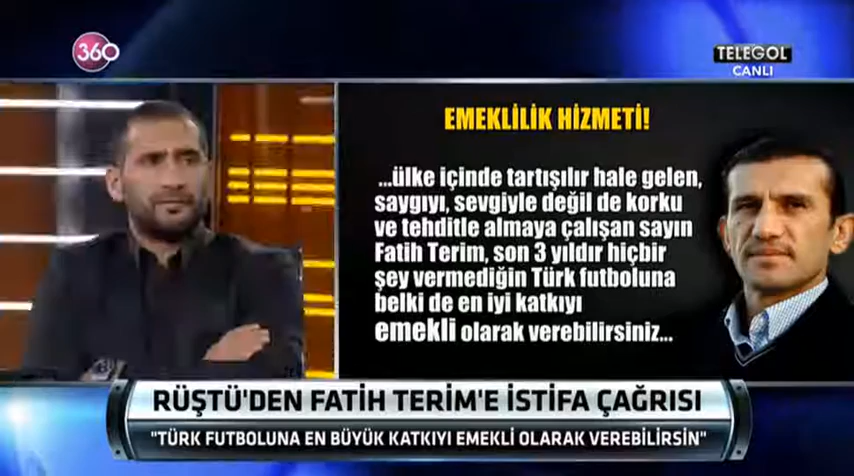 360
TELEGOL
CANLI
EMEKLİLİK HİZMETİ!
...ülke içinde tartışılır hale gelen,
saygıyı, sevgiyle değil de korku
ve tehditle almaya çalışan sayın
Fatih Terim, son 3 yıldır hiçbir
şey vermediğin Türk futboluna
belki de en iyi katkıyı
emekli olarak verebilirsiniz...
RÜŞTÜ'DEN FATİH TERİM'E İSTİFA ÇAĞRISI
"TÜRK FUTBOLUNA EN BÜYÜK KATKIYI EMEKLİ OLARAK VEREBİLİRSİN"